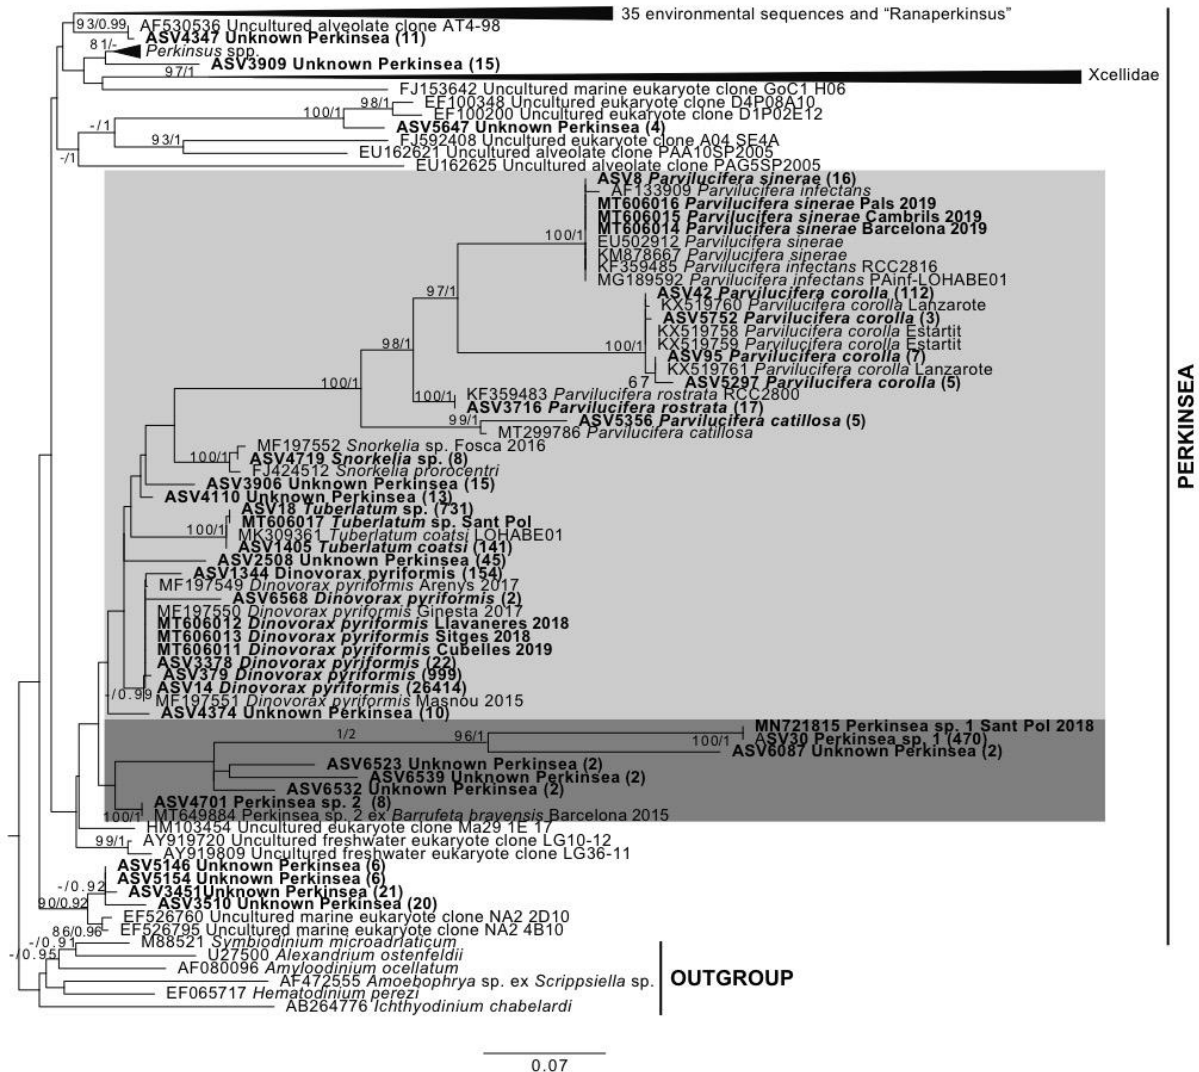 35 environmental sequences and “Ranaperkinsus”
93/0.99
AF530536 Uncultured alveolate clone AT4-98
ASV4347 Unknown Perkinsea (11)
81/-
Perkinsus spp.
ASV3909 Unknown Perkinsea (15)
97/1
Xcellidae
FJ153642 Uncultured marine eukaryote clone GoC1 H06
98/1
EF100348 Uncultured eukaryote clone D4P08A10
100/1
EF100200 Uncultured eukaryote clone D1P02E12
-/1
ASV5647 Unknown Perkinsea (4)
93/1
FJ592408 Uncultured eukaryote clone A04 SE4A
EU162621 Uncultured alveolate clone PAA10SP2005
-/1
EU162625 Uncultured alveolate clone PAG5SP2005
ASV8 Parvilucifera sinerae (16)
AF133909 Parvilucifera infectans
MT606016 Parvilucifera sinerae Pals 2019
MT606015 Parvilucifera sinerae Cambrils 2019
MT606014 Parvilucifera sinerae Barcelona 2019
100/1
EU502912 Parvilucifera sinerae
KM878667 Parvilucifera sinerae
KF359485 Parvilucifera infectans RCC2816
MG189592 Parvilucifera infectans PAinf-LOHABE01
97/1
ASV42 Parvilucifera corolla (112)
KX519760 Parvilucifera corolla Lanzarote
ASV5752 Parvilucifera corolla (3)
KX519758 Parvilucifera corolla Estartit
98/1
100/1
KX519759 Parvilucifera corolla Estartit
ASV95 Parvilucifera corolla (7)
KX519761 Parvilucifera corolla Lanzarote
100/1
67
ASV5297 Parvilucifera corolla (5)
100/1
KF359483 Parvilucifera rostrata RCC2800
ASV3716 Parvilucifera rostrata (17)
99/1
ASV5356 Parvilucifera catillosa (5)
MT299786 Parvilucifera catillosa
MF197552 Snorkelia sp. Fosca 2016
100/1
ASV4719 Snorkelia sp. (8)
FJ424512 Snorkelia prorocentri
ASV3906 Unknown Perkinsea (15)
ASV4110 Unknown Perkinsea (13)
ASV18 Tuberlatum sp. (731)
MT606017 Tuberlatum sp. Sant Pol
100/1
MK309361 Tuberlatum coatsi LOHABE01
ASV1405 Tuberlatum coatsi (141)
ASV2508 Unknown Perkinsea (45)
ASV1344 Dinovorax pyriformis (154)
MF197549 Dinovorax pyriformis Arenys 2017
ASV6568 Dinovorax pyriformis (2)
MF197550 Dinovorax pyriformis Ginesta 2017
MT606012 Dinovorax pyriformis Llavaneres 2018
MT606013 Dinovorax pyriformis Sitges 2018
MT606011 Dinovorax pyriformis Cubelles 2019
ASV3378 Dinovorax pyriformis (22)
ASV379 Dinovorax pyriformis (999)
ASV14 Dinovorax pyriformis (26414)
-/0.99
MF197551 Dinovorax pyriformis Masnou 2015
ASV4374 Unknown Perkinsea (10)
MN721815 Perkinsea sp. 1 Sant Pol 2018
1/2
96/1
100/1
ASV30 Perkinsea sp. 1 (470)
ASV6087 Unknown Perkinsea (2)
ASV6523 Unknown Perkinsea (2)
ASV6539 Unknown Perkinsea (2)
ASV6532 Unknown Perkinsea (2)
ASV4701 Perkinsea sp. 2 (8)
100/1
MT649884 Perkinsea sp. 2 ex Barrufeta bravensis Barcelona 2015
HM103454 Uncultured eukaryote clone Ma29 1E 17
99/1
AY919720 Uncultured freshwater eukaryote clone LG10-12
AY919809 Uncultured freshwater eukaryote clone LG36-11
ASV5146 Unknown Perkinsea (6)
ASV5154 Unknown Perkinsea (6)
-/0.92
ASV3451Unknown Perkinsea (21)
90/0.92
ASV3510 Unknown Perkinsea (20)
EF526760 Uncultured marine eukaryote clone NA2 2D10
86/0.96
EF526795 Uncultured marine eukaryote clone NA2 4B10
-/0.91
M88521 Symbiodinium microadriaticum
-/0.95
U27500 Alexandrium ostenfeldii
AF080096 Amyloodinium ocellatum
AF472555 Amoebophrya sp. ex Scrippsiella sp.
EF065717 Hematodinium perezi
AB264776 Ichthyodinium chabelardi
PERKINSEA
OUTGROUP
0.07